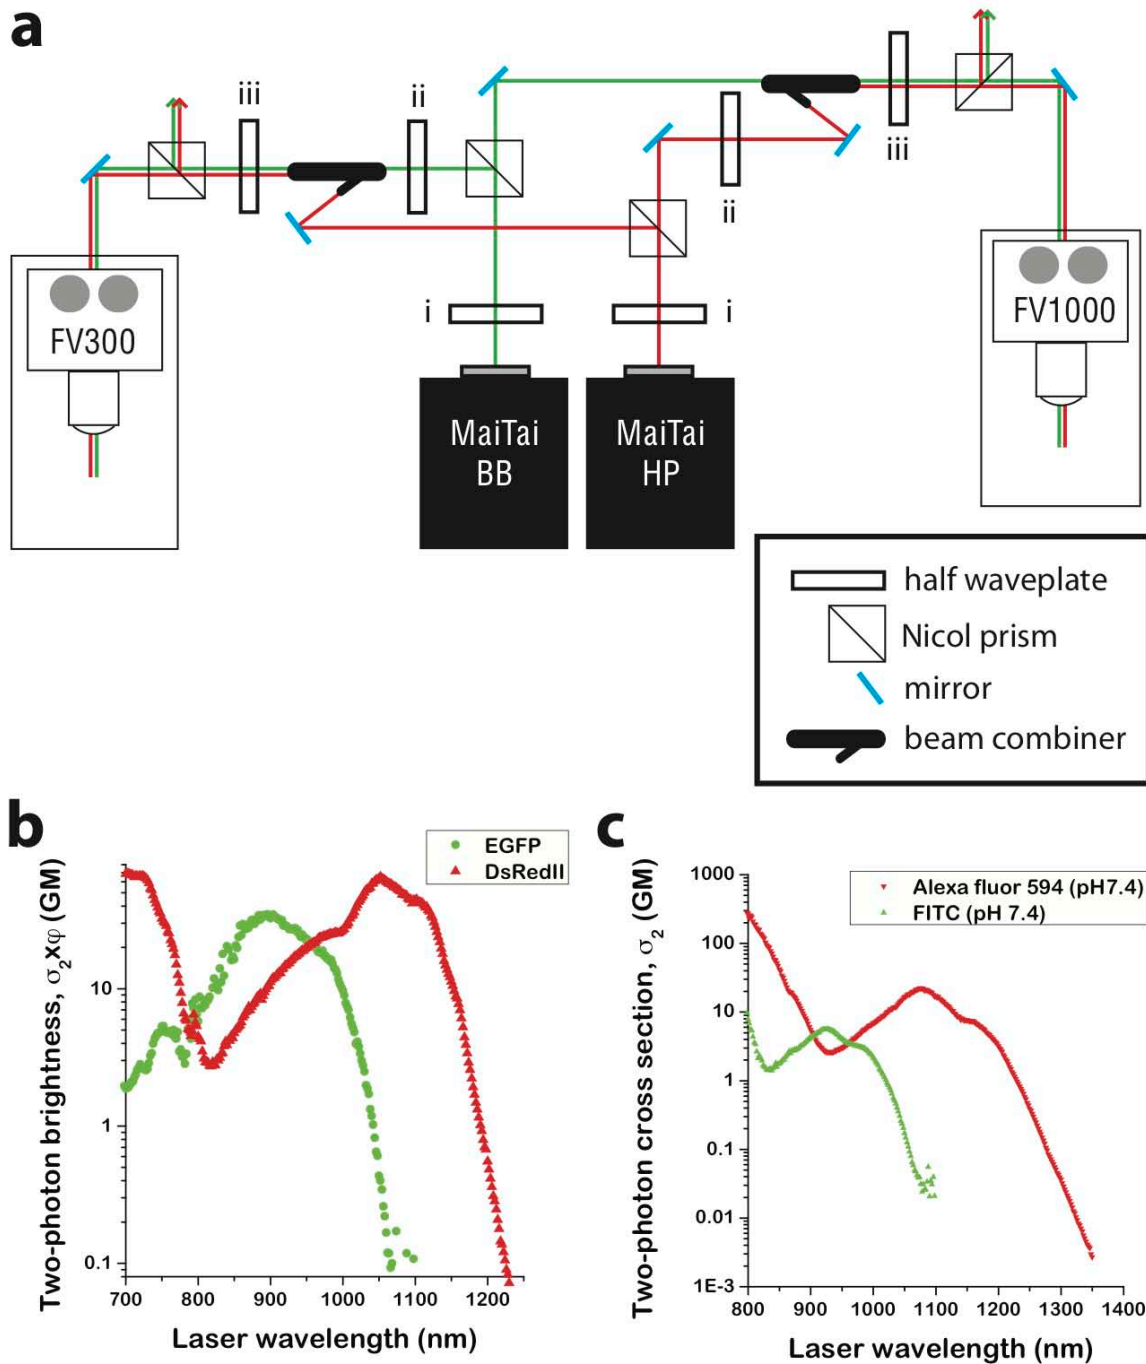 a
iii
ii
iii
ii
i
i
FV300
FV1000
MaiTai
BB
MaiTai
HP
half waveplate
Nicol prism
mirror
beam combiner
b
EGFP
DsRedII
Two-photon brightness, σ₂xφ (GM)
10
1
0.1
700
800
900
1000
1100
1200
Laser wavelength (nm)
c
Alexa fluor 594 (pH7.4)
FITC (pH 7.4)
Two-photon cross section, σ₂ (GM)
1000
100
10
1
0.1
0.01
1E-3
800
900
1000
1100
1200
1300
1400
Laser wavelength (nm)